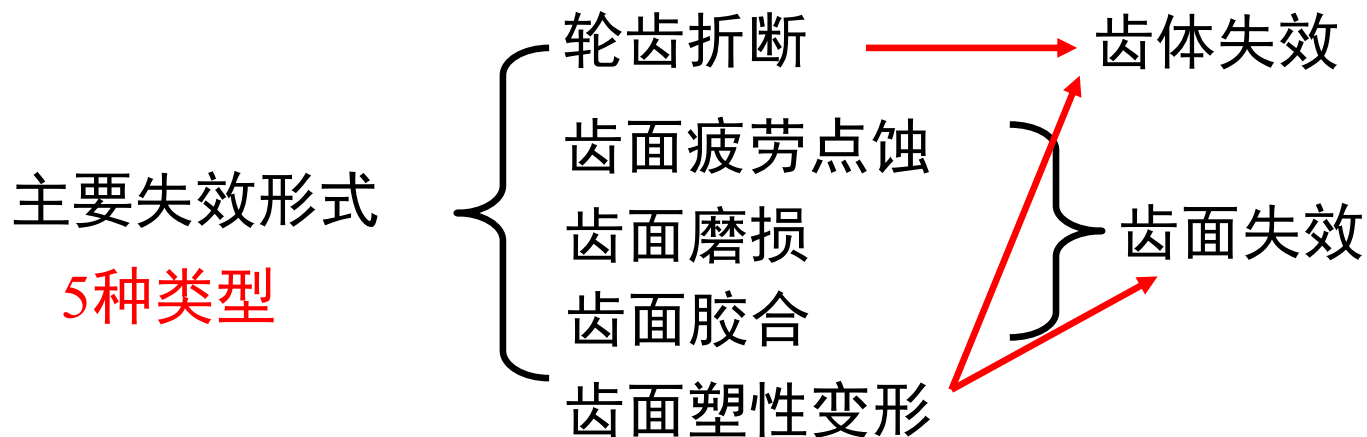 轮齿折断
齿体失效
齿面疲劳点蚀
主要失效形式
齿面磨损
齿面失效
5种类型
齿面胶合
齿面塑性变形